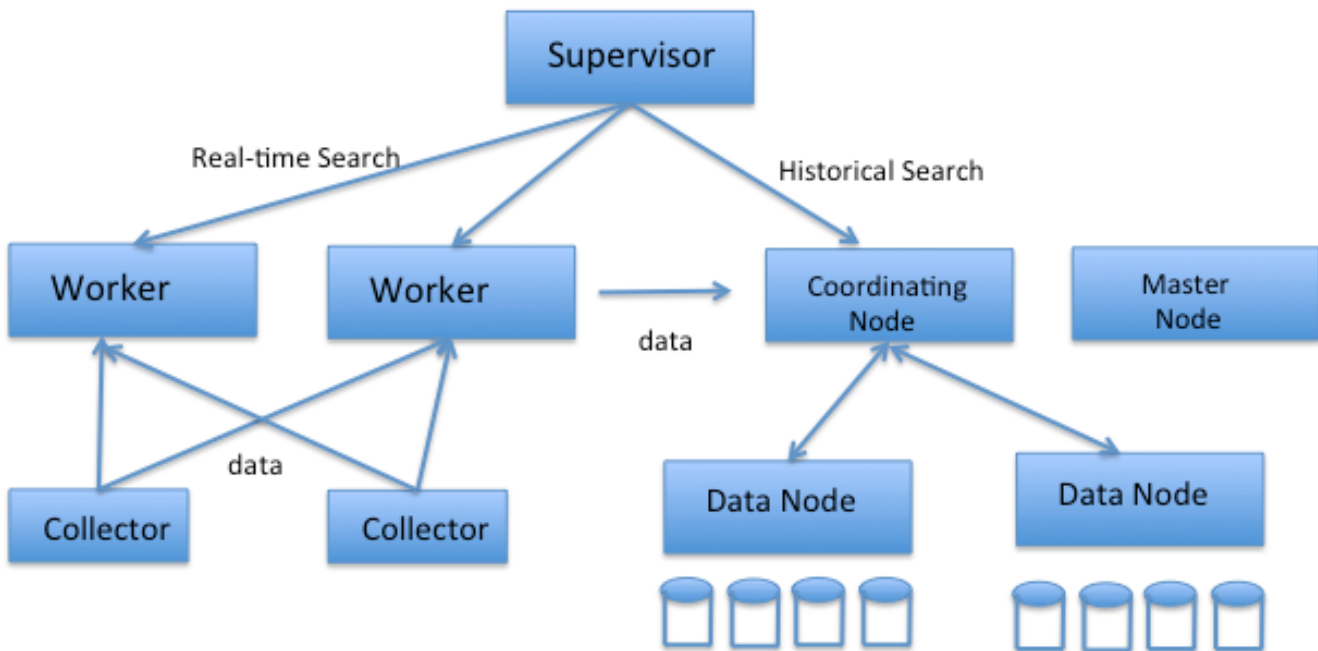 Supervisor
Real-time Search
Historical Search
Worker
Worker
data
Coordinating
Node
Master
Node
data
Collector
Collector
Data Node
Data Node